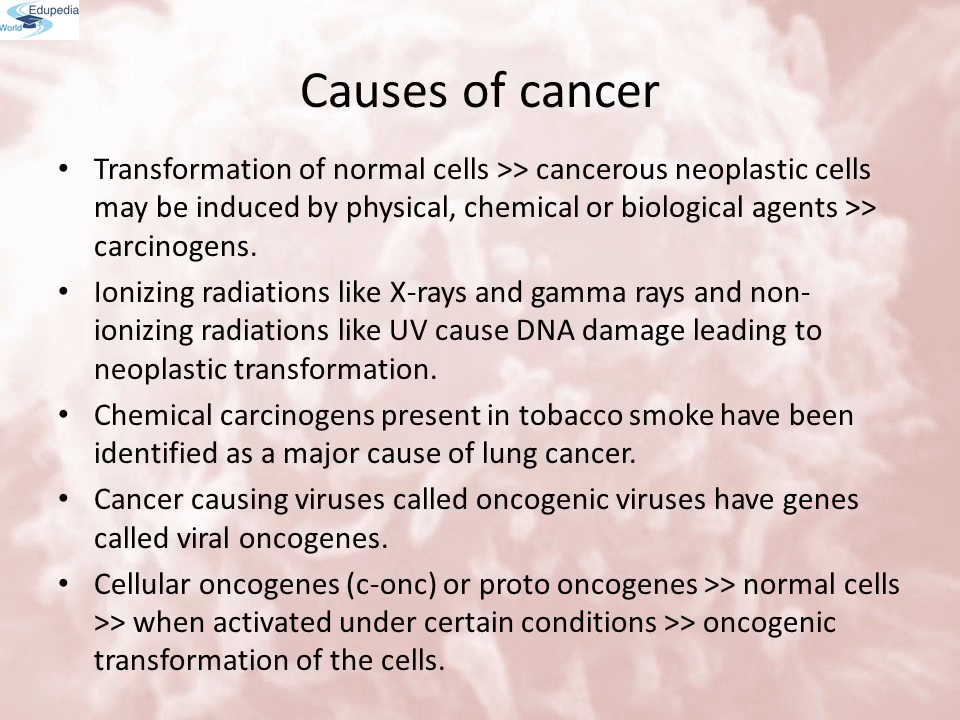 Edupedia
World
Causes of cancer
• Transformation of normal cells >> cancerous neoplastic cells
may be induced by physical, chemical or biological agents >>
carcinogens.
• Ionizing radiations like X-rays and gamma rays and non-
ionizing radiations like UV cause DNA damage leading to
neoplastic transformation.
• Chemical carcinogens present in tobacco smoke have been
identified as a major cause of lung cancer.
• Cancer causing viruses called oncogenic viruses have genes
called viral oncogenes.
• Cellular oncogenes (c-onc) or proto oncogenes >> normal cells
>> when activated under certain conditions >> oncogenic
transformation of the cells.